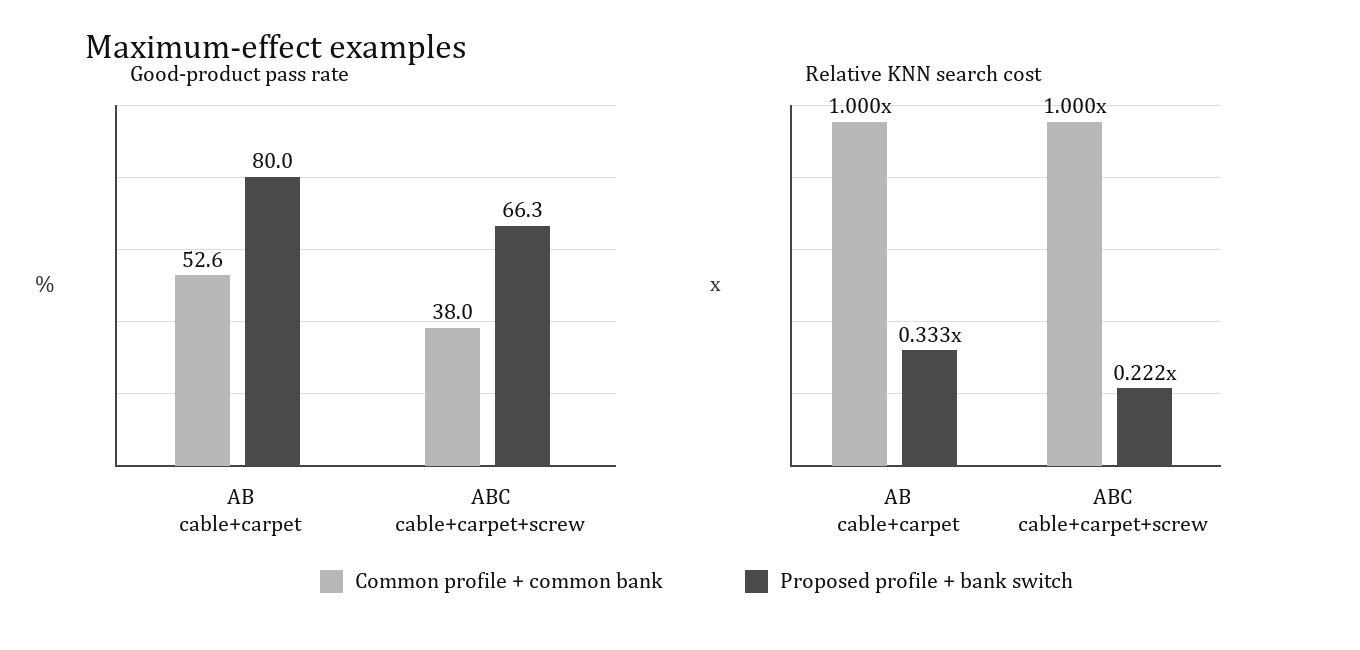 Maximum-effect examples
Good-product pass rate
%
52.6
80.0
38.0
66.3
AB
cable+carpet
ABC
cable+carpet+screw
Relative KNN search cost
x
1.000x
0.333x
1.000x
0.222x
AB
cable+carpet
ABC
cable+carpet+screw
Common profile + common bank
Proposed profile + bank switch